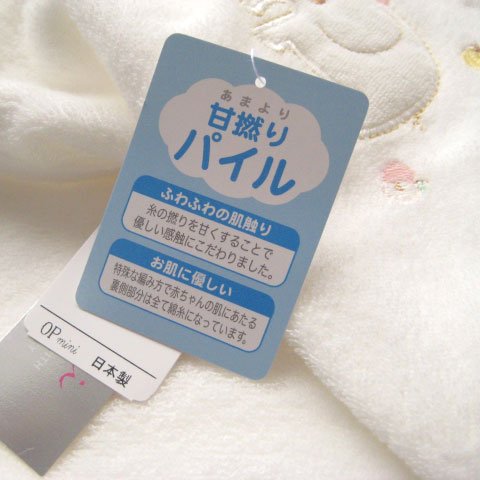 あまより
甘撚り
パイル
ふわふわの肌触り
糸の撚りを甘くすることで
優しい感触にこだわりました。
お肌に優しい
特殊な編み方で赤ちゃんの肌にあたる
裏側部分は全て綿糸になっています。
OP mini
日本製